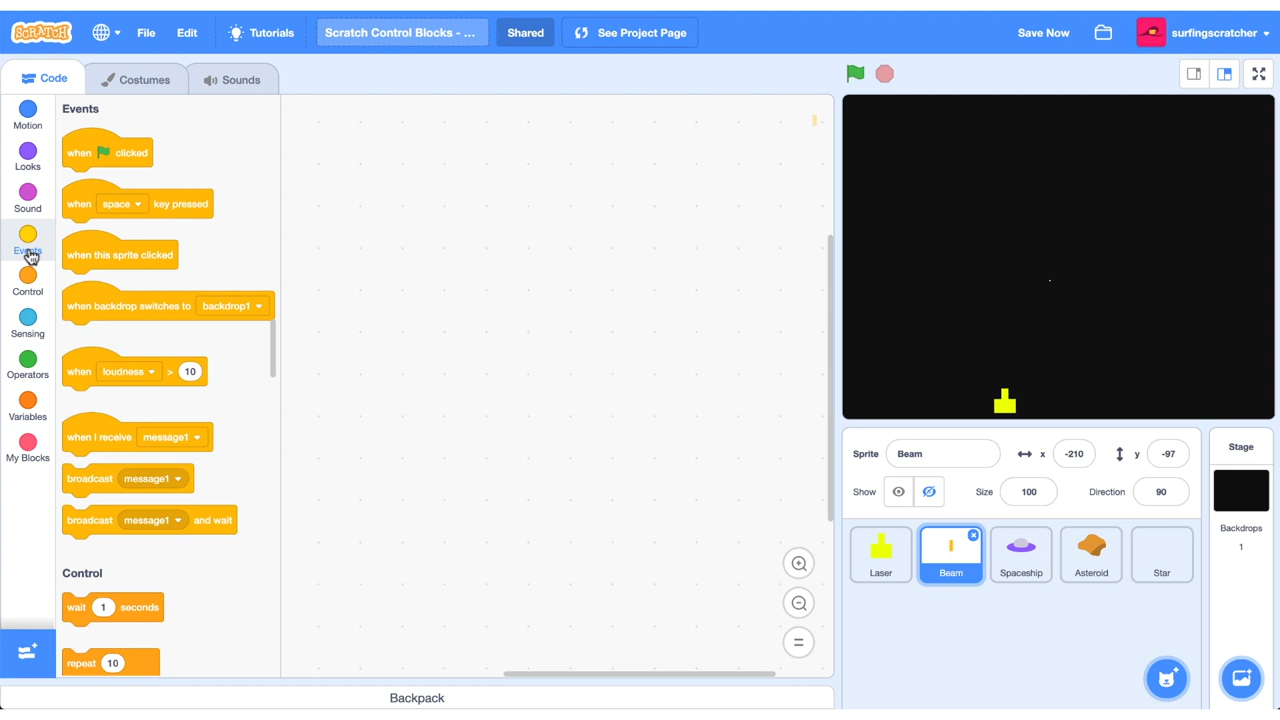 SCRATCH File Edit Tutorials Scratch Control Blocks - ... Shared See Project Page Save Now surfingscratcher
Code Costumes Sounds
Motion
Looks
Sound
Events
Control
Sensing
Operators
Variables
My Blocks
Events
when clicked
when space key pressed
when this sprite clicked
when backdrop switches to backdrop1
when loudness > 10
when I receive message1
broadcast message1
broadcast message1 and wait
Control
wait 1 seconds
repeat 10
Backpack
Sprite Beam x -210 y -97
Show Size 100 Direction 90
Laser Beam Spaceship Asteroid Star
Stage
Backdrops
1